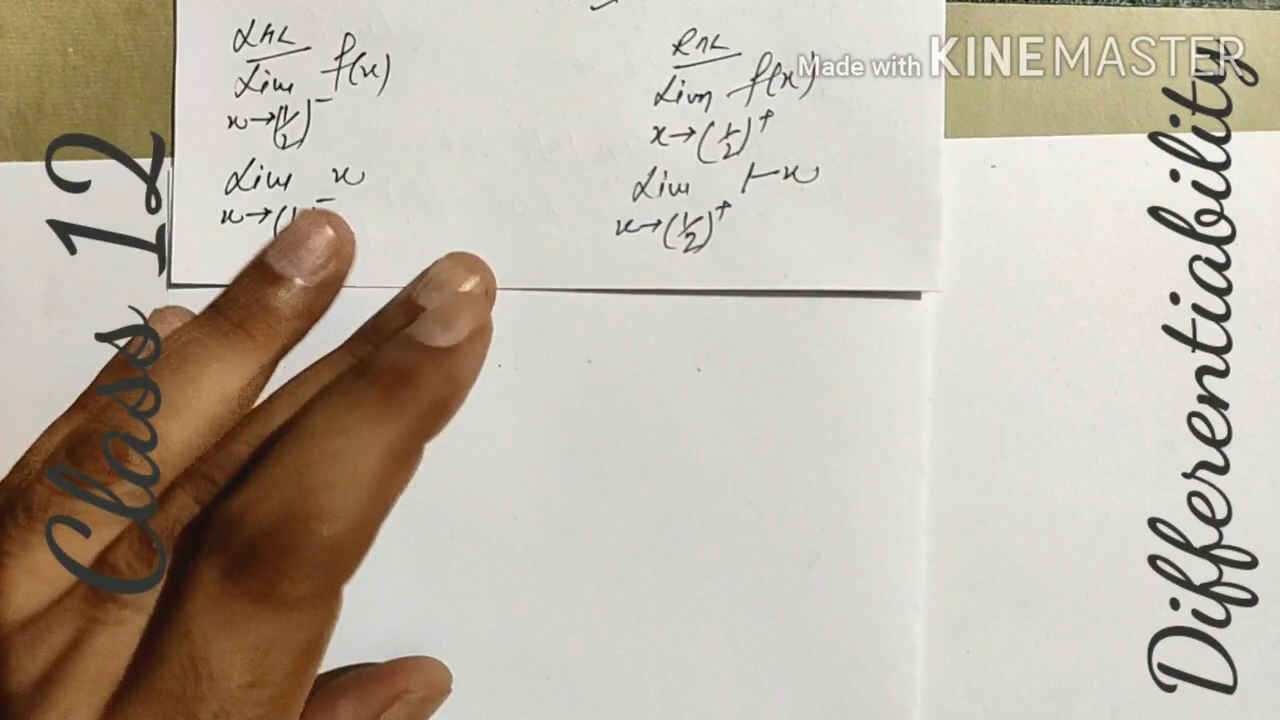 LHL
Lim f(x)
x→(1/2)⁻
Lim x
x→(
RHL
Lim f(x)
x→(1/2)⁺
Lim 1-x
x→(1/2)⁺
Made with KINEMASTER
Class 12
Differentiability